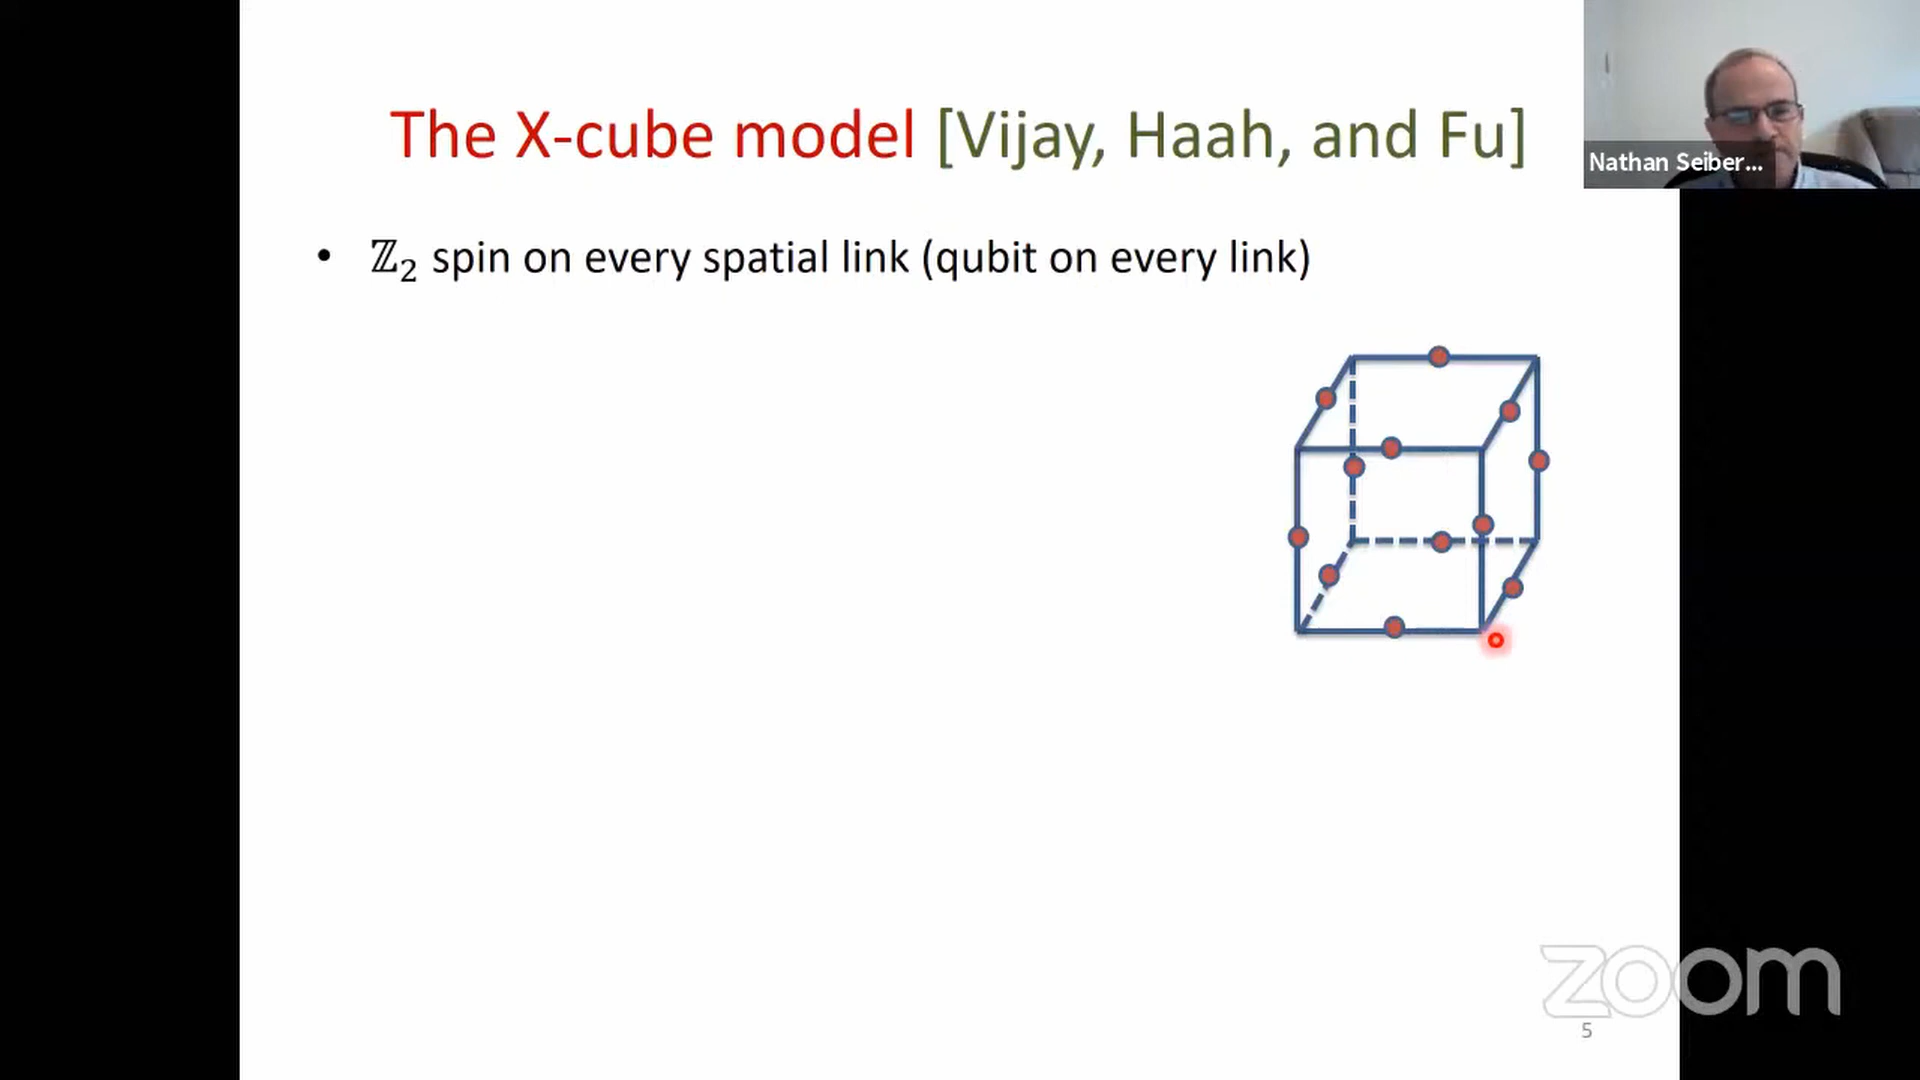 The X-cube model [Vijay, Haah, and Fu]
Nathan Seiber...
• ℤ₂ spin on every spatial link (qubit on every link)
zoom
5